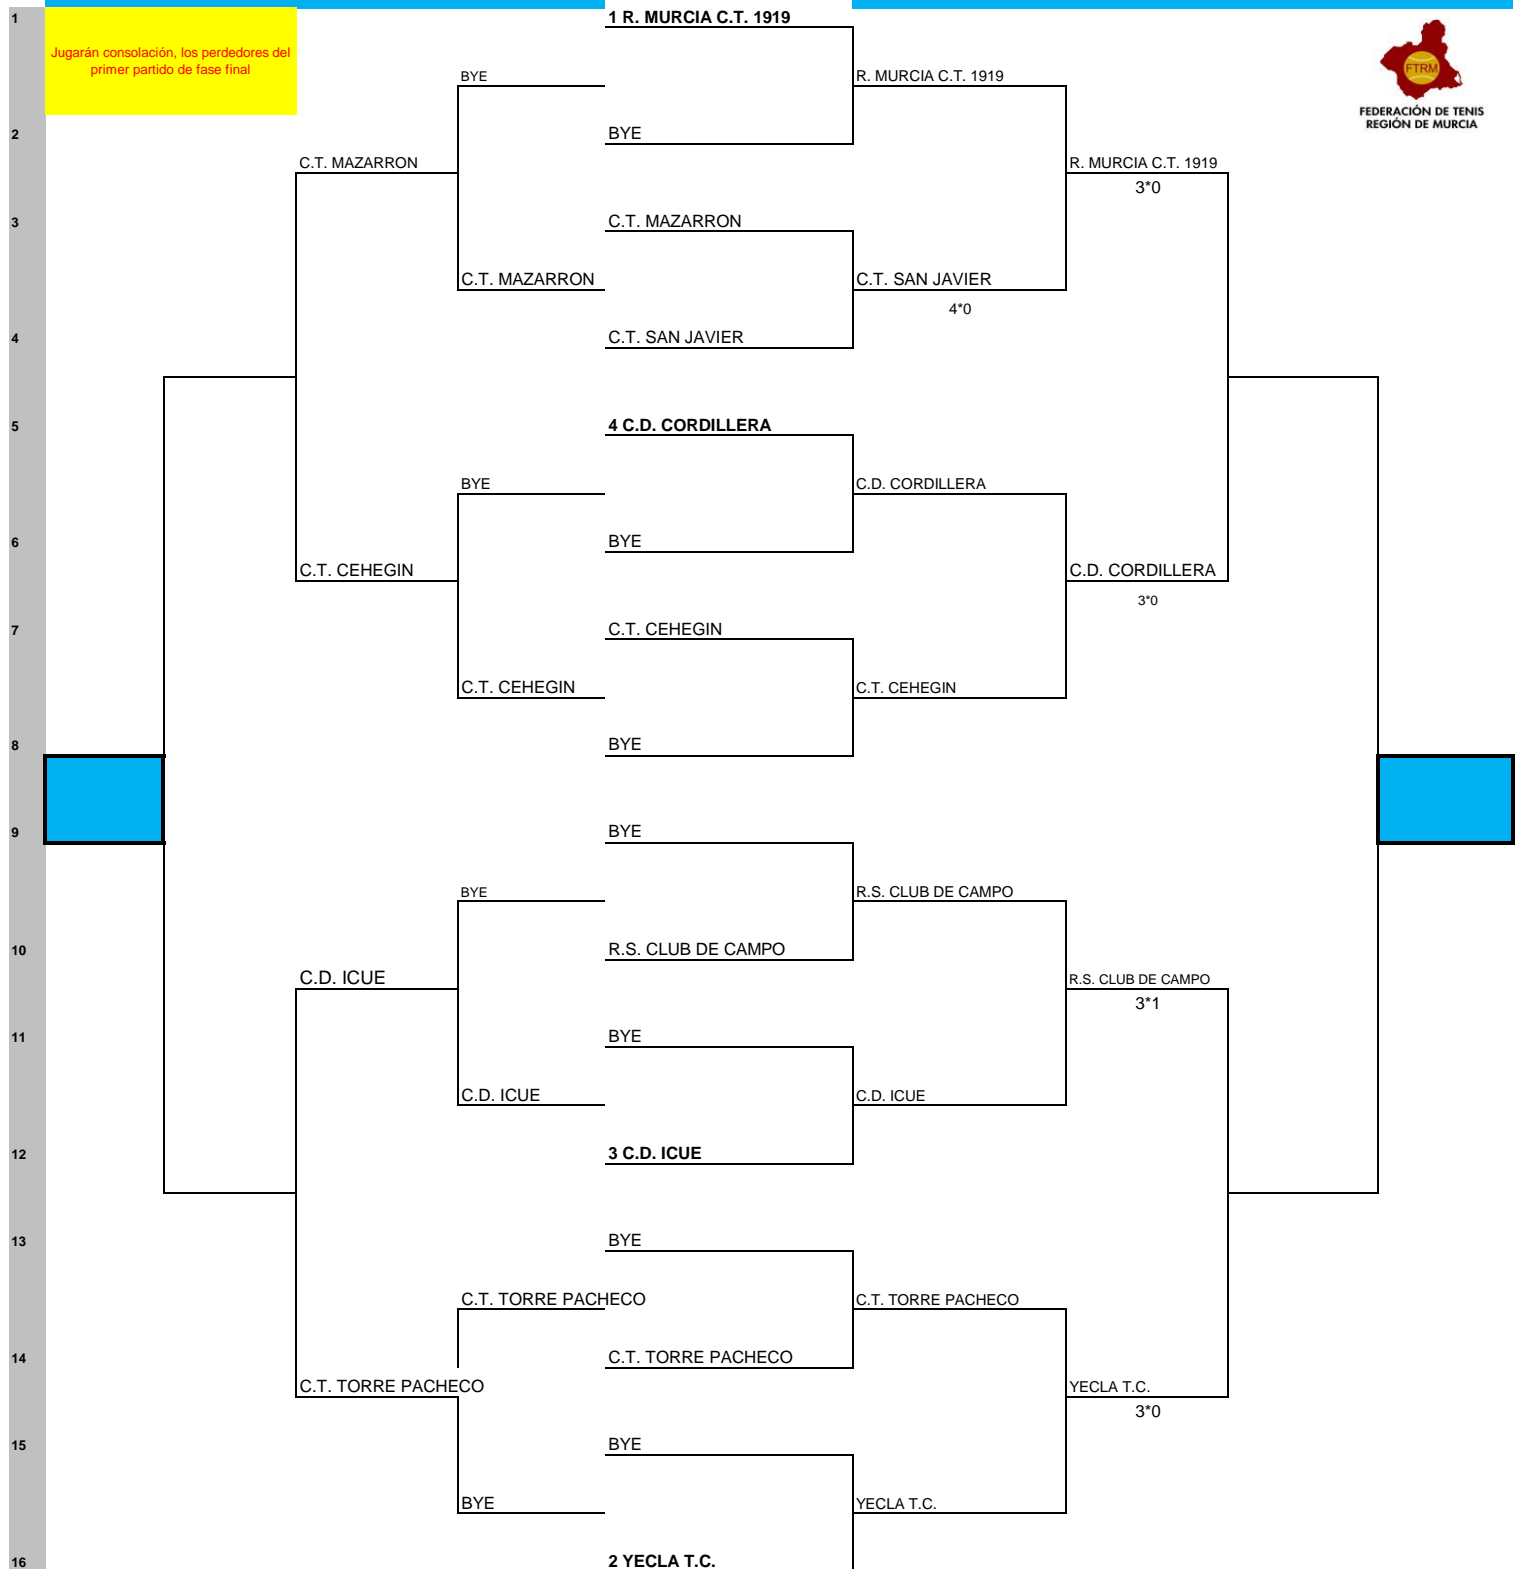 1
1 R. MURCIA C.T. 1919
Jugarán consolación, los perdedores del
primer partido de fase final
FTRM
FEDERACIÓN DE TENIS
REGIÓN DE MURCIA
BYE
R. MURCIA C.T. 1919
2
BYE
C.T. MAZARRON
R. MURCIA C.T. 1919
3*0
3
C.T. MAZARRON
C.T. MAZARRON
C.T. SAN JAVIER
4*0
4
C.T. SAN JAVIER
5
4 C.D. CORDILLERA
BYE
C.D. CORDILLERA
6
BYE
C.T. CEHEGIN
C.D. CORDILLERA
3*0
7
C.T. CEHEGIN
C.T. CEHEGIN
C.T. CEHEGIN
8
BYE
9
BYE
BYE
R.S. CLUB DE CAMPO
10
R.S. CLUB DE CAMPO
C.D. ICUE
R.S. CLUB DE CAMPO
3*1
11
BYE
C.D. ICUE
C.D. ICUE
12
3 C.D. ICUE
13
BYE
C.T. TORRE PACHECO
C.T. TORRE PACHECO
14
C.T. TORRE PACHECO
C.T. TORRE PACHECO
YECLA T.C.
3*0
15
BYE
BYE
YECLA T.C.
16
2 YECLA T.C.